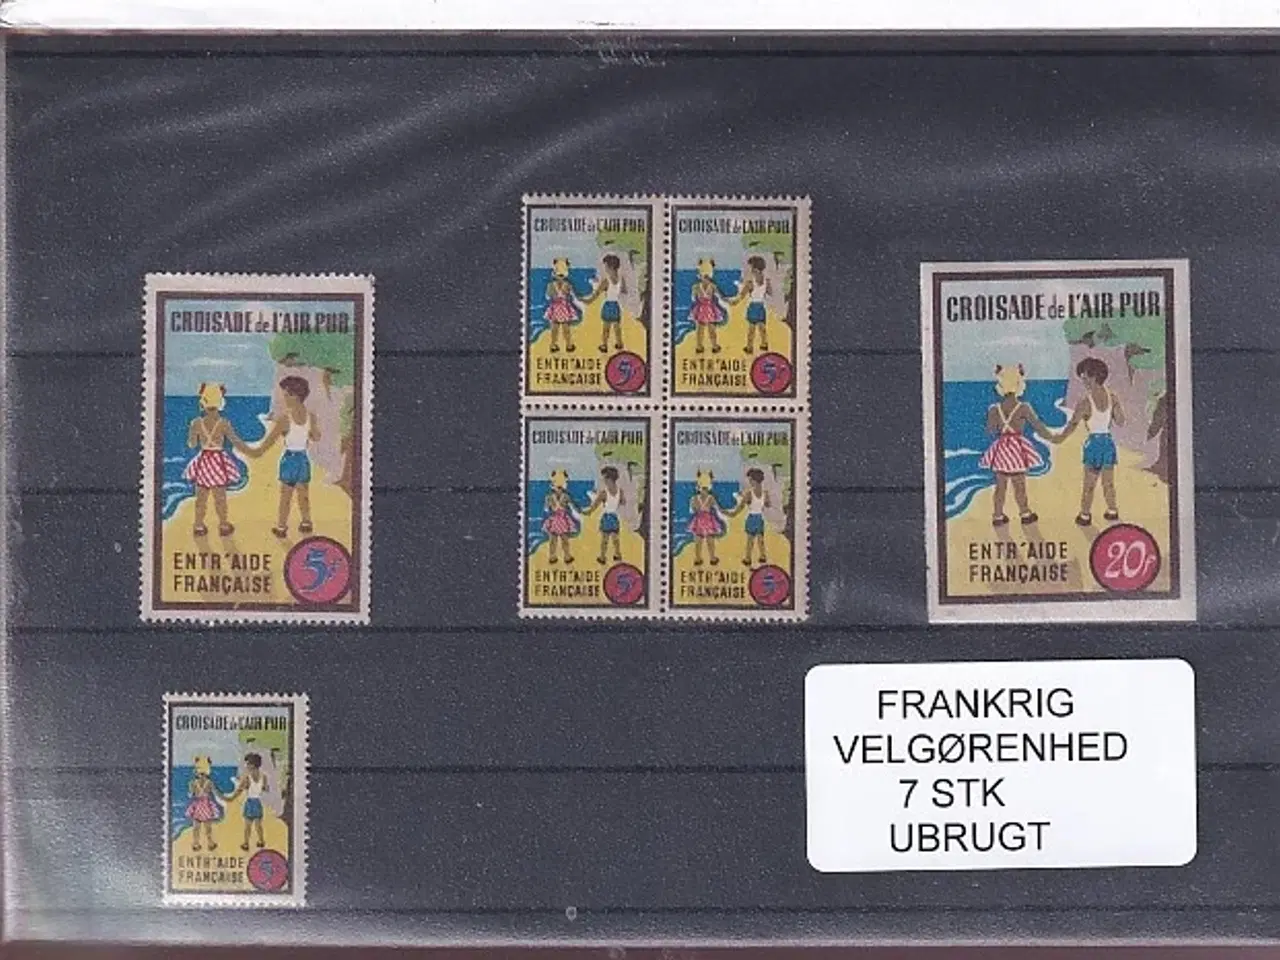 CROISADE de L'AIR PUR
ENTR'AIDE
FRANÇAISE
5F
CROISADE de L'AIR PUR
ENTR'AIDE
FRANÇAISE
5F
CROISADE de L'AIR PUR
ENTR'AIDE
FRANÇAISE
5F
CROISADE de L'AIR PUR
ENTR'AIDE
FRANÇAISE
5F
CROISADE de L'AIR PUR
ENTR'AIDE
FRANÇAISE
5F
CROISADE de L'AIR PUR
ENTR'AIDE
FRANÇAISE
20F
CROISADE de L'AIR PUR
ENTR'AIDE
FRANÇAISE
5F
FRANKRIG
VELGØRENHED
7 STK
UBRUGT